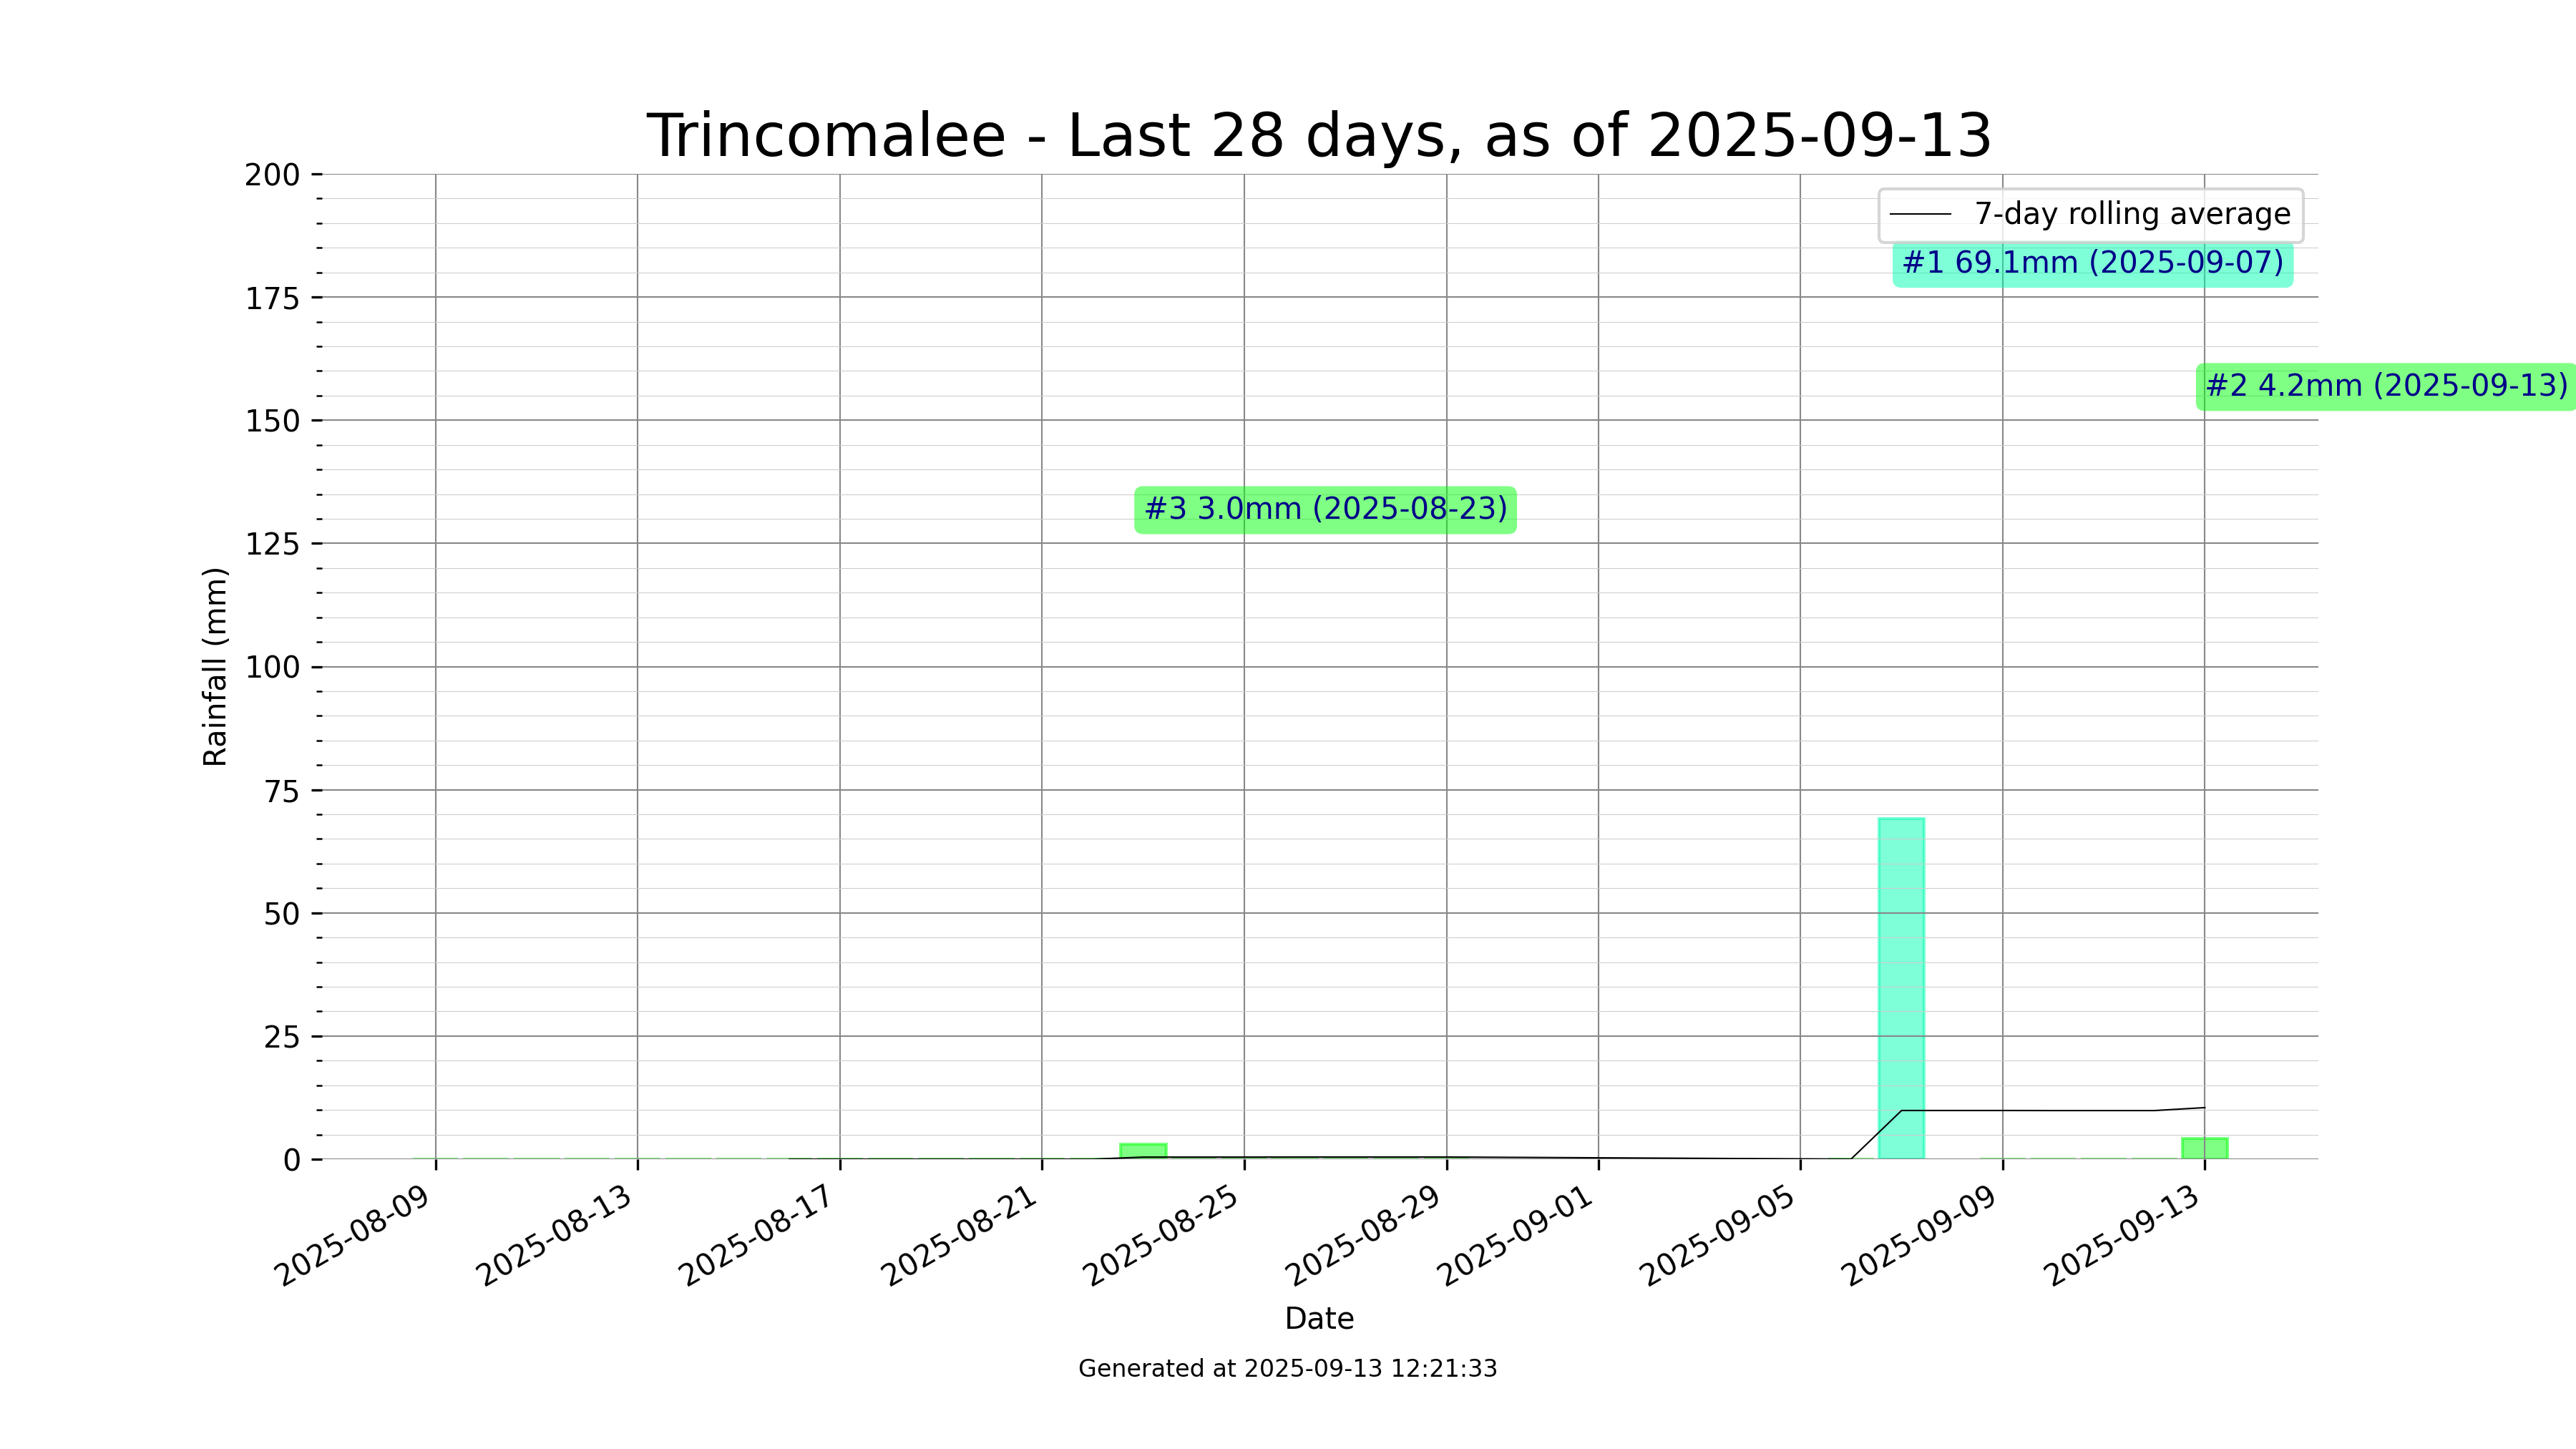 Trincomalee - Last 28 days, as of 2025-09-13
200
175
150
125
100
75
50
25
0
Rainfall (mm)
7-day rolling average
#1 69.1mm (2025-09-07)
#2 4.2mm (2025-09-13)
#3 3.0mm (2025-08-23)
2025-08-09
2025-08-13
2025-08-17
2025-08-21
2025-08-25
2025-08-29
2025-09-01
2025-09-05
2025-09-09
2025-09-13
Date
Generated at 2025-09-13 12:21:33